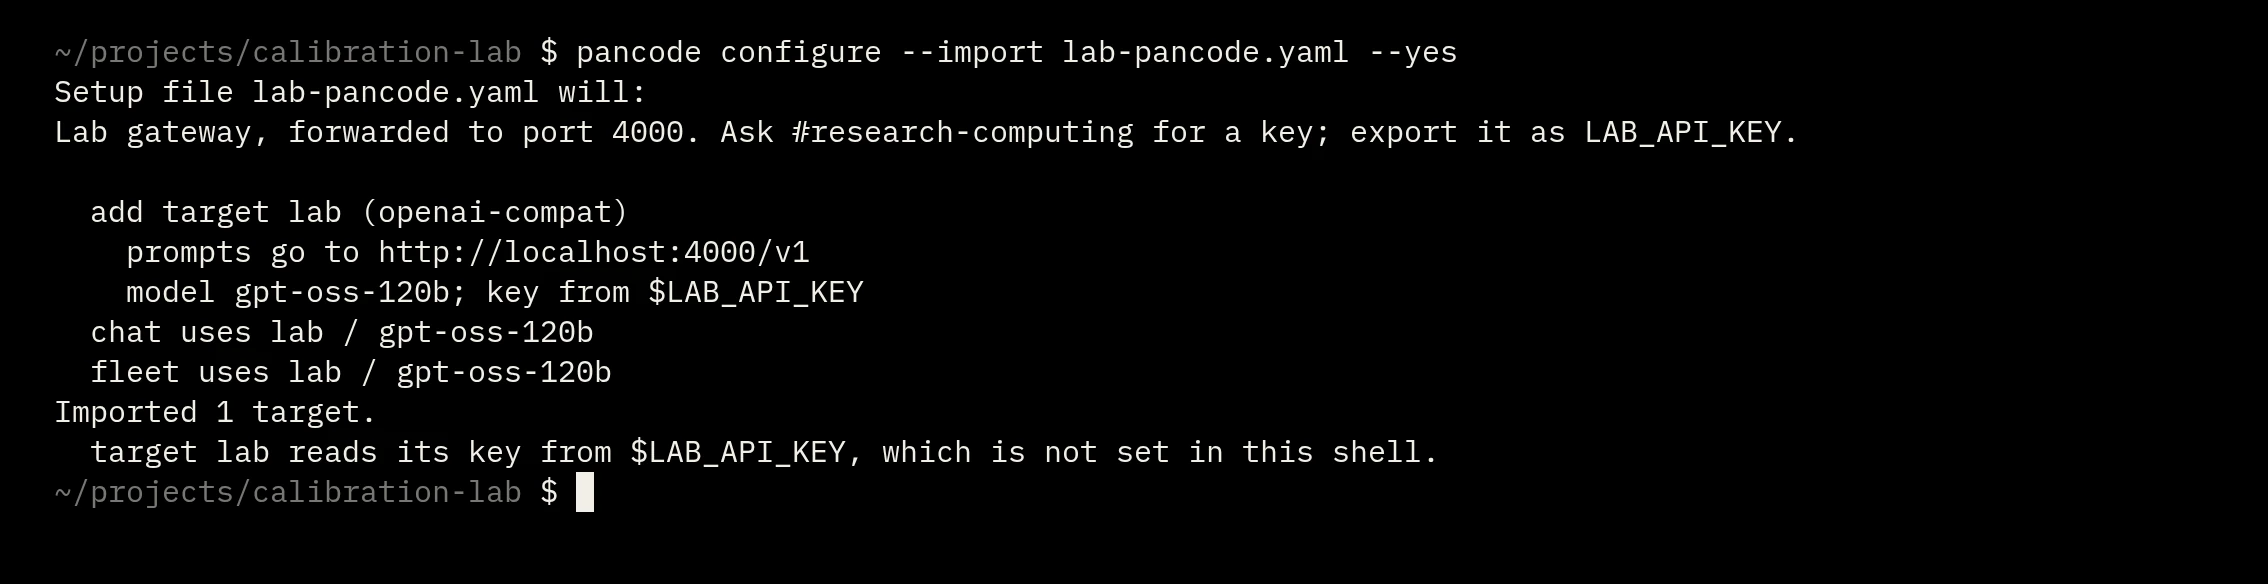 ~/projects/calibration-lab $ pancode configure --import lab-pancode.yaml --yes
Setup file lab-pancode.yaml will:
Lab gateway, forwarded to port 4000. Ask #research-computing for a key; export it as LAB_API_KEY.
add target lab (openai-compat)
prompts go to http://localhost:4000/v1
model gpt-oss-120b; key from $LAB_API_KEY
chat uses lab / gpt-oss-120b
fleet uses lab / gpt-oss-120b
Imported 1 target.
target lab reads its key from $LAB_API_KEY, which is not set in this shell.
~/projects/calibration-lab $